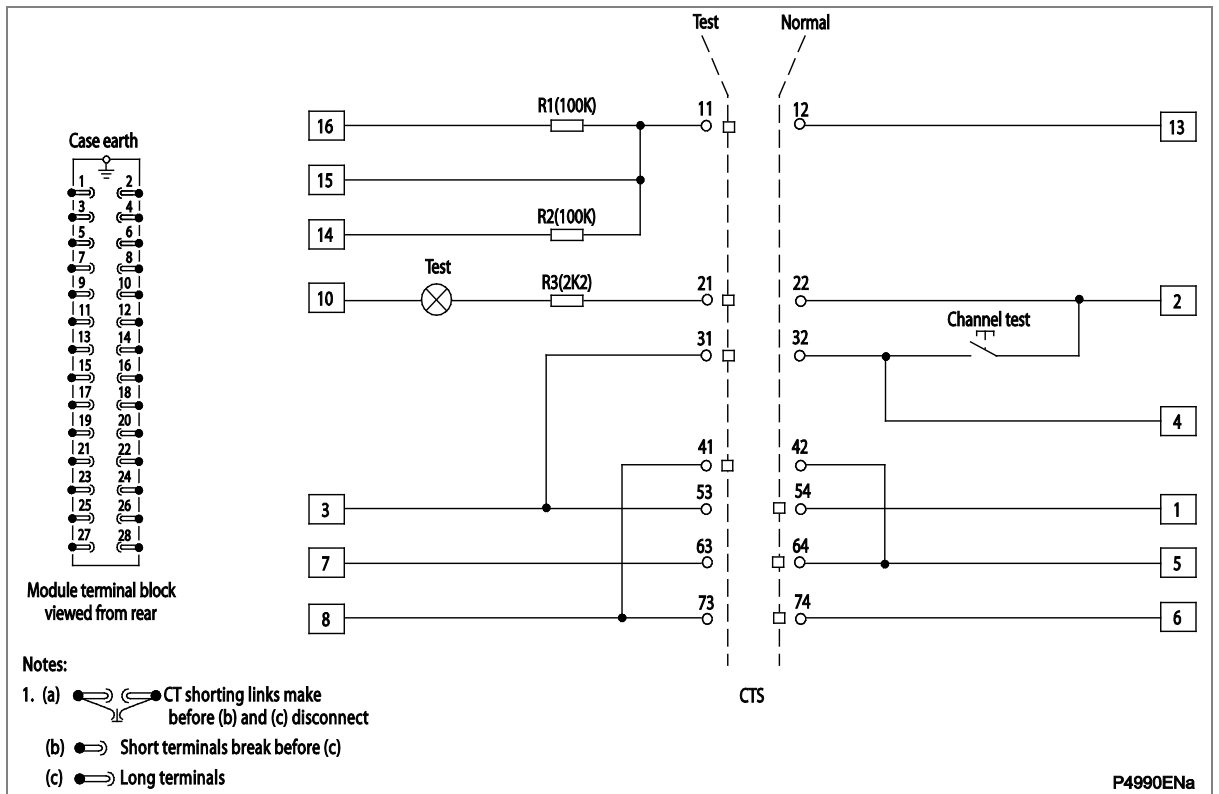 Test Normal
R1(100K) 11 12
16 13
Case earth
15
R2(100K)
14
1 2
3 4
5 6
7 8
9 10
11 12
13 14
15 16
17 18
19 20
21 22
23 24
25 26
27 28
Test R3(2K2) 21 22
10 2
Channel test
31 32
4
41 42
53 54
3 1
63 64
7 5
73 74
8 6
Module terminal block
viewed from rear
CTS
Notes:
1. (a) CT shorting links make
before (b) and (c) disconnect
(b) Short terminals break before (c)
(c) Long terminals
P4990ENa